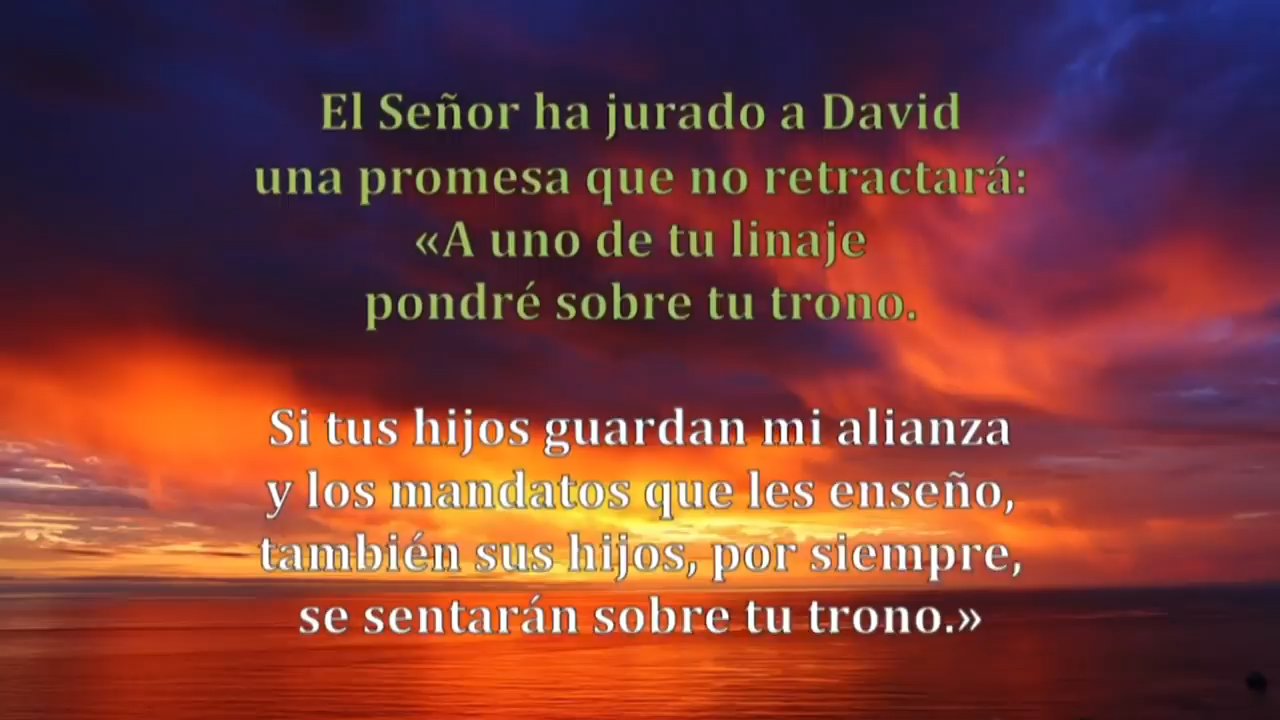 El Señor ha jurado a David
una promesa que no retractará:
«A uno de tu linaje
pondré sobre tu trono.
Si tus hijos guardan mi alianza
y los mandatos que les enseño,
también sus hijos, por siempre,
se sentarán sobre tu trono.»